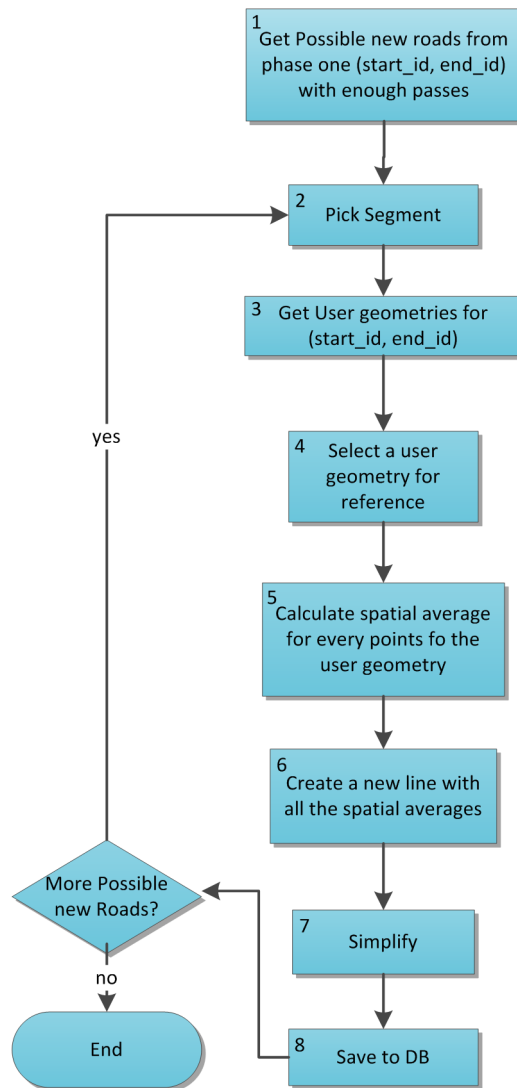 1
Get Possible new roads from
phase one (start_id, end_id)
with enough passes
2
Pick Segment
3
Get User geometries for
(start_id, end_id)
yes
4
Select a user
geometry for
reference
5
Calculate spatial average
for every points fo the
user geometry
6
Create a new line with
all the spatial averages
More Possible
new Roads?
7
Simplify
no
End
8
Save to DB